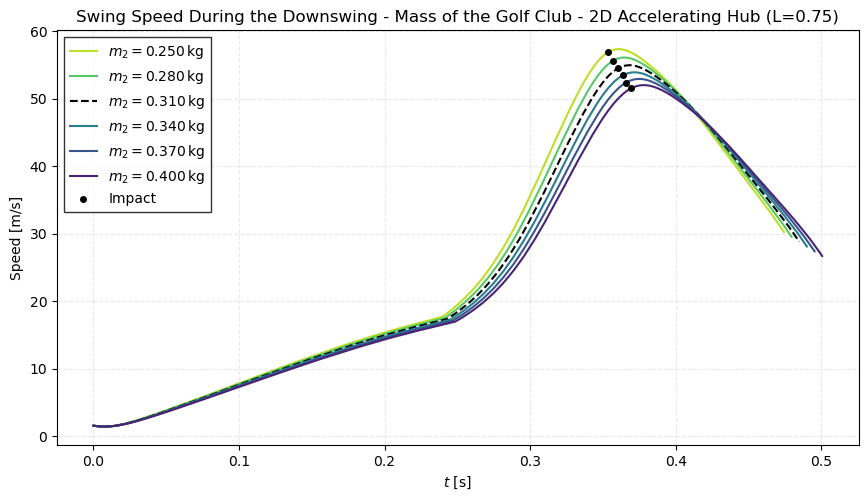 Swing Speed During the Downswing - Mass of the Golf Club - 2D Accelerating Hub (L=0.75)
60
50
40
30
20
10
0
Speed [m/s]
m₂ = 0.250 kg
m₂ = 0.280 kg
m₂ = 0.310 kg
m₂ = 0.340 kg
m₂ = 0.370 kg
m₂ = 0.400 kg
Impact
0.0 0.1 0.2 0.3 0.4 0.5
t [s]